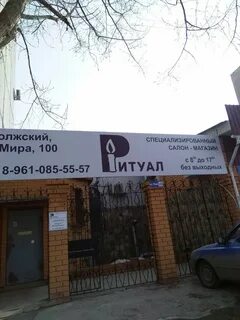 олжский,
Мира, 100
8-961-085-55-57
Ритуал
СПЕЦИАЛИЗИРОВАННЫЙ
САЛОН - МАГАЗИН
с 8⁰⁰ до 17⁰⁰
без выходных